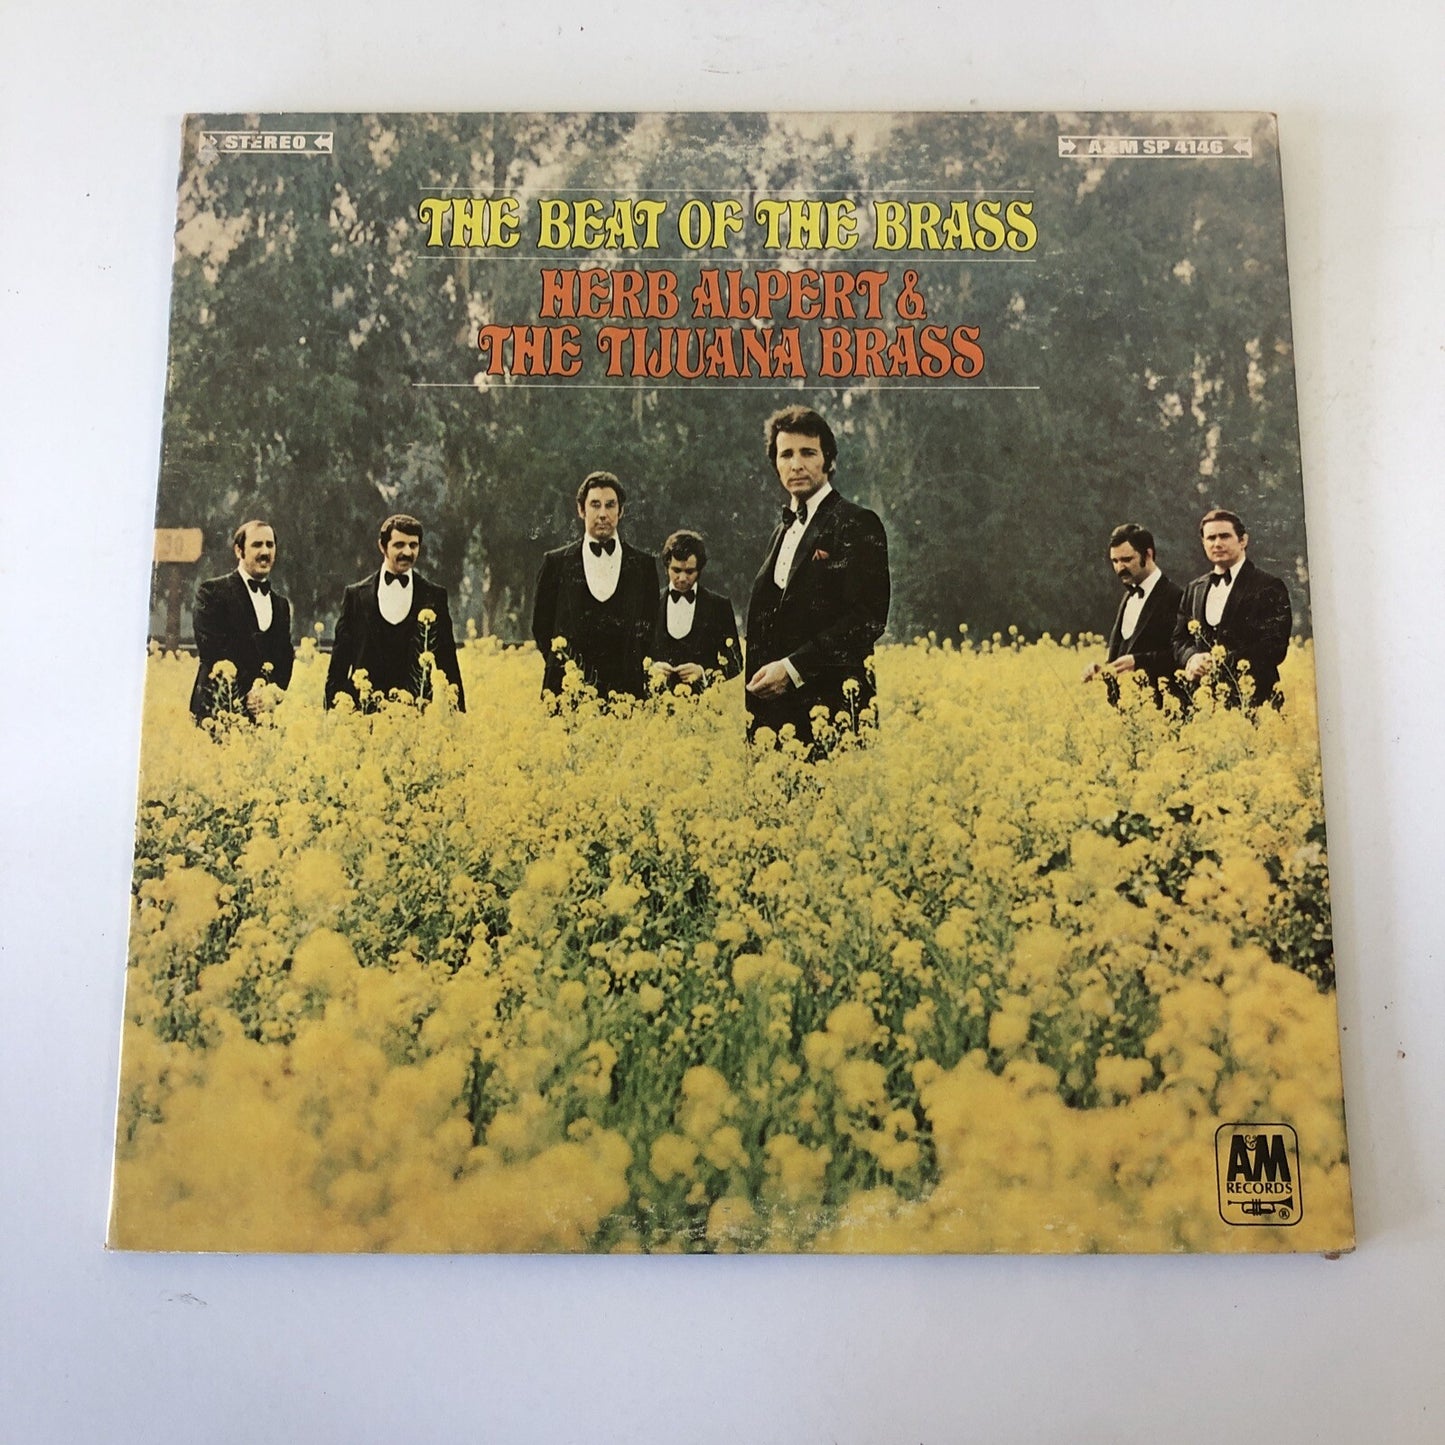 STEREO
A&M SP 4146
THE BEAT OF THE BRASS
HERB ALPERT &
THE TIJUANA BRASS
A&M
RECORDS
®